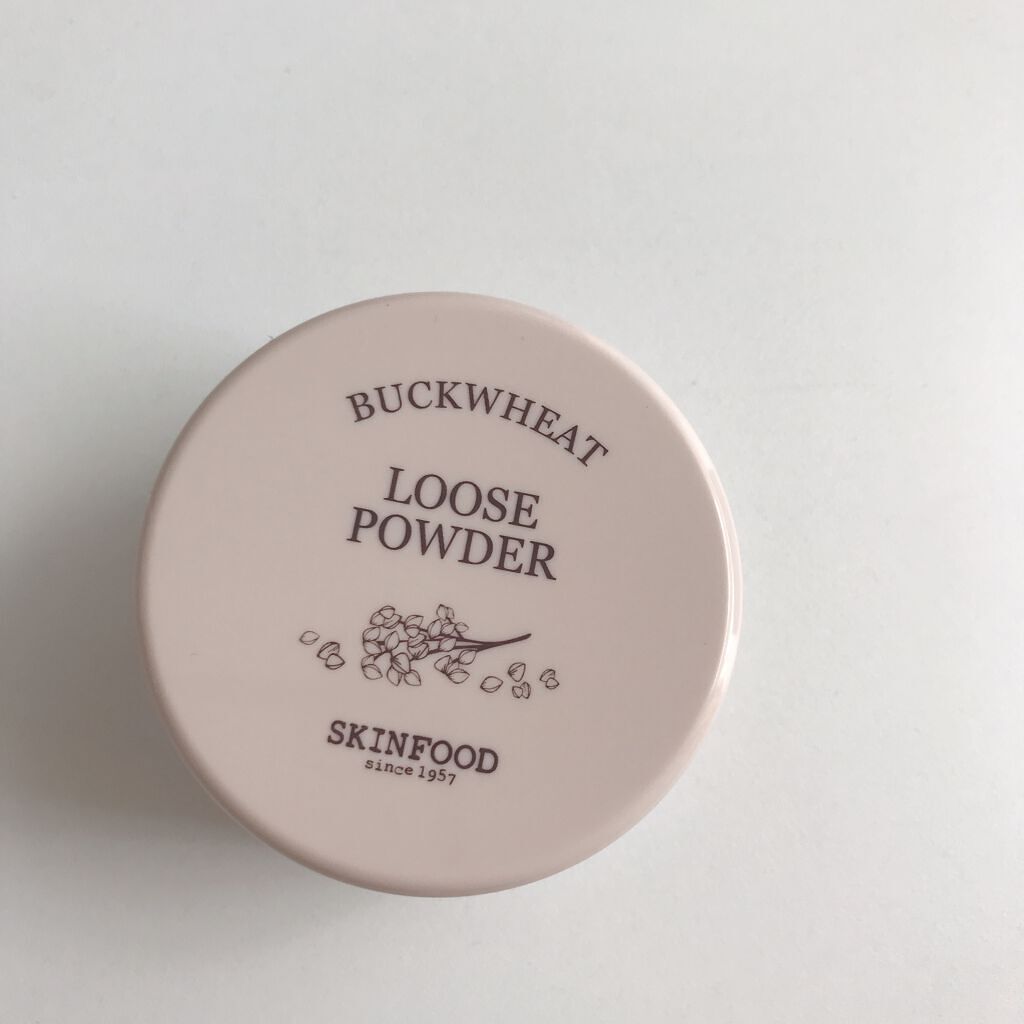 BUCKWHEAT
LOOSE
POWDER
SKINFOOD
since 1957